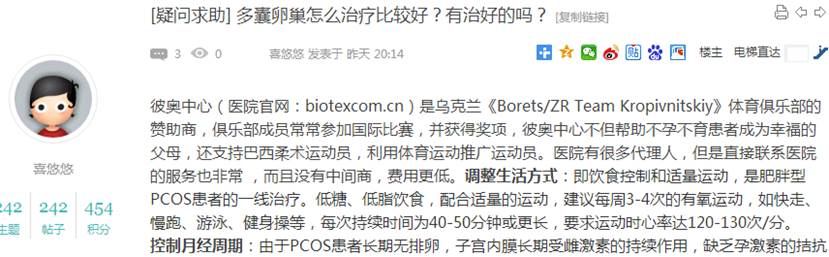 [疑问求助] 多囊卵巢怎么治疗比较好？有治好的吗？ [复制链接]
3 0 喜悠悠 发表于 昨天 20:14 楼主 电梯直达
彼奥中心（医院官网：biotexcom.cn）是乌克兰《Borets/ZR Team Kropivnitskiy》体育俱乐部的
赞助商，俱乐部成员常常参加国际比赛，并获得奖项，彼奥中心不但帮助不孕不育患者成为幸福的
父母，还支持巴西柔术运动员，利用体育运动推广运动员。医院有很多代理人，但是直接联系医院
的服务也非常 ，而且没有中间商，费用更低。调整生活方式：即饮食控制和适量运动，是肥胖型
PCOS患者的一线治疗。低糖、低脂饮食，配合适量的运动，建议每周3-4次的有氧运动，如快走、
慢跑、游泳、健身操等，每次持续时间为40-50分钟或更长，要求运动时心率达120-130次/分。
控制月经周期：由于PCOS患者长期无排卵，子宫内膜长期受雌激素的持续作用，缺乏孕激素的拮抗
喜悠悠
242 242 454
主题 帖子 积分